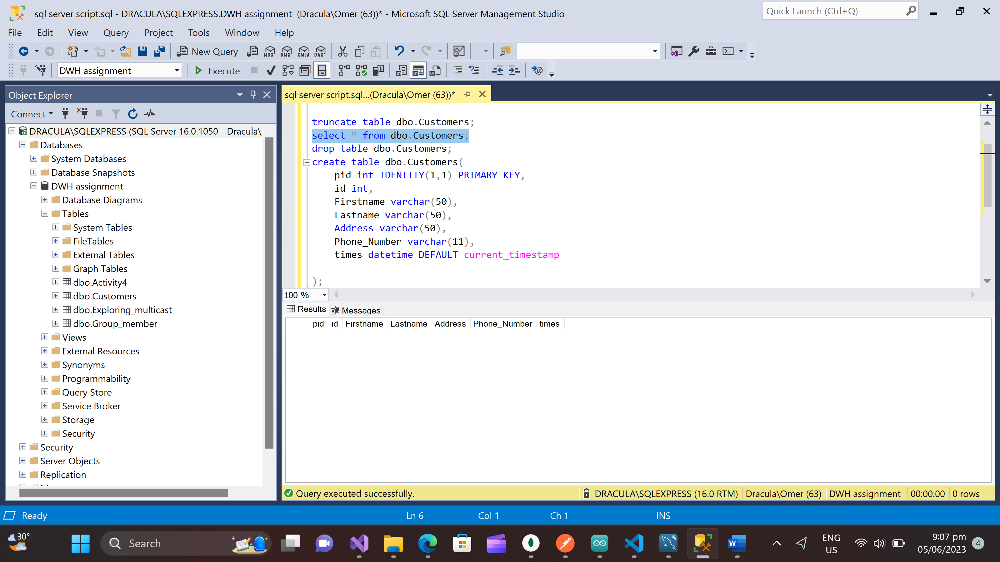 sql server script.sql - DRACULA\SQLEXPRESS.DWH assignment (Dracula\Omer (63))* - Microsoft SQL Server Management Studio
Quick Launch (Ctrl+Q)
File Edit View Query Project Tools Window Help
New Query MDX DMX XMLA DAX
DWH assignment Execute
Object Explorer
Connect
DRACULA\SQLEXPRESS (SQL Server 16.0.1050 - Dracula\
Databases
System Databases
Database Snapshots
DWH assignment
Database Diagrams
Tables
System Tables
FileTables
External Tables
Graph Tables
dbo.Activity4
dbo.Customers
dbo.Exploring_multicast
dbo.Group_member
Views
External Resources
Synonyms
Programmability
Query Store
Service Broker
Storage
Security
Security
Server Objects
Replication
sql server script.sql...(Dracula\Omer (63))*
truncate table dbo.Customers;
select * from dbo.Customers;
drop table dbo.Customers;
create table dbo.Customers(
pid int IDENTITY(1,1) PRIMARY KEY,
id int,
Firstname varchar(50),
Lastname varchar(50),
Address varchar(50),
Phone_Number varchar(11),
times datetime DEFAULT current_timestamp
);
100 %
Results Messages
pid id Firstname Lastname Address Phone_Number times
Query executed successfully. DRACULA\SQLEXPRESS (16.0 RTM) Dracula\Omer (63) DWH assignment 00:00:00 0 rows
Ready Ln 6 Col 1 Ch 1 INS
30°
Search
W
ENG
US
9:07 pm
05/06/2023
4